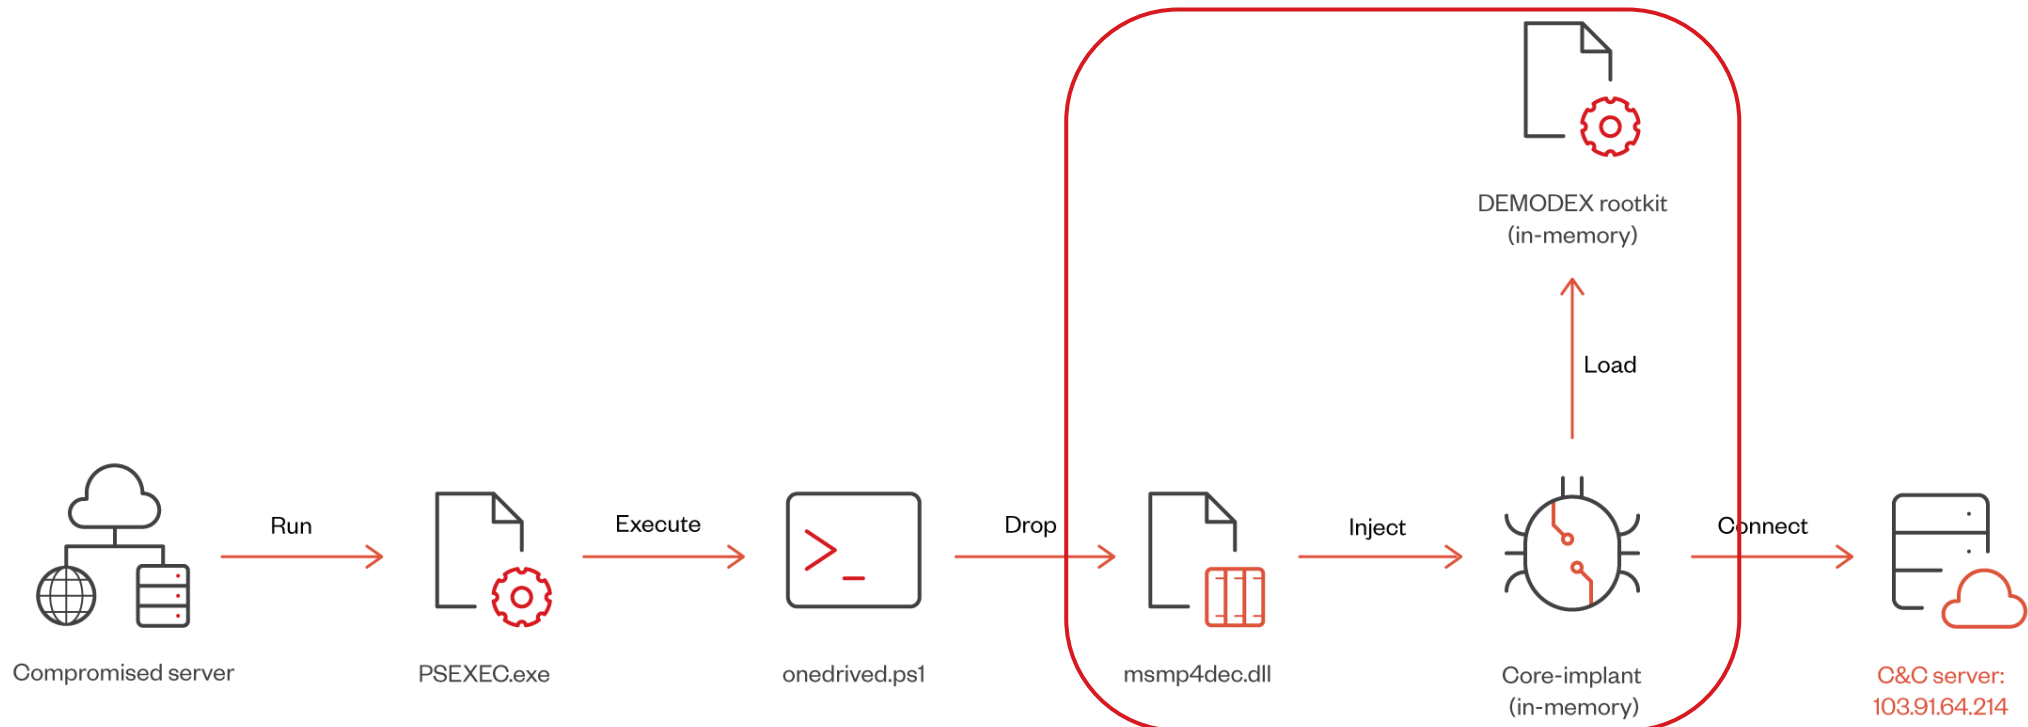 DEMODEX rootkit
(in-memory)
Load
Run
Execute
Drop
Inject
Connect
Compromised server
PSEXEC.exe
onedrived.ps1
msmp4dec.dll
Core-implant
(in-memory)
C&C server:
103.91.64.214